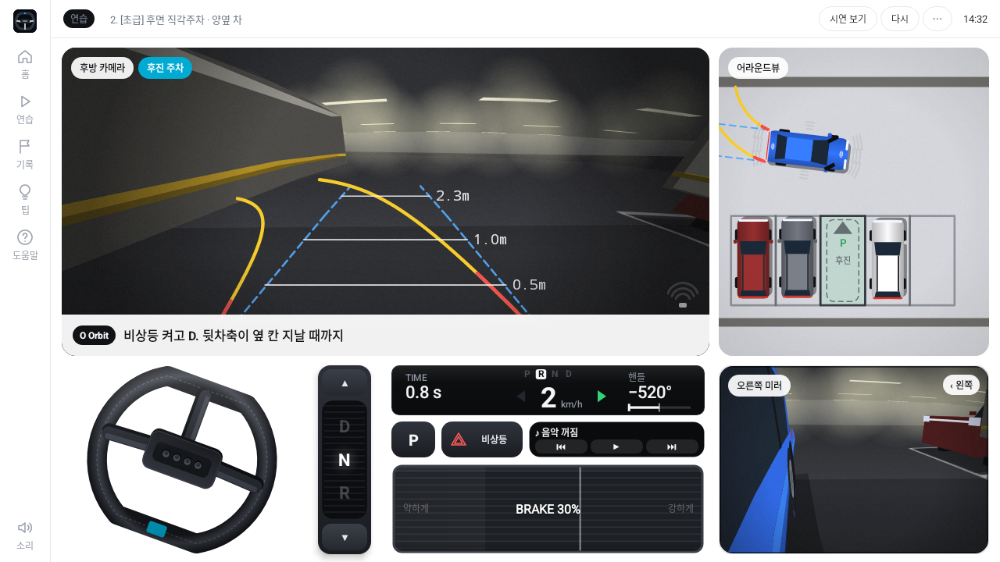 연습
2. [초급] 후면 직각주차 · 양옆 차
시연 보기
다시
···
14:32
홈
연습
기록
팁
도움말
소리
후방 카메라
후진 주차
2.3m
1.0m
0.5m
O Orbit
비상등 켜고 D. 뒷차축이 옆 칸 지날 때까지
어라운드뷰
P
후진
D
N
R
TIME
0.8 s
P R N D
2 km/h
핸들
−520°
P
비상등
♪ 음악 꺼짐
약하게
BRAKE 30%
강하게
오른쪽 미러
‹ 왼쪽